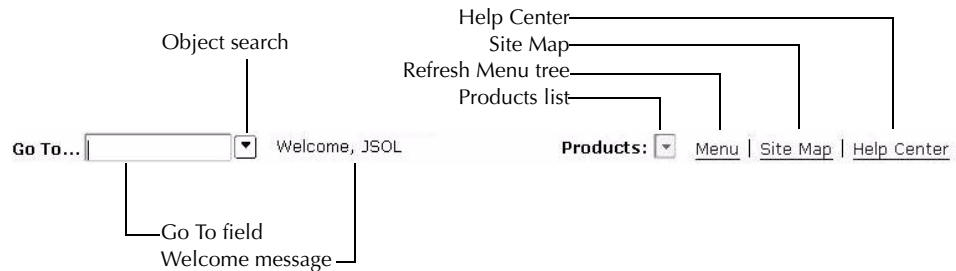 Help Center
Object search
Site Map
Refresh Menu tree
Products list
Go To... Welcome, JSOL Products: Menu | Site Map | Help Center
Go To field
Welcome message